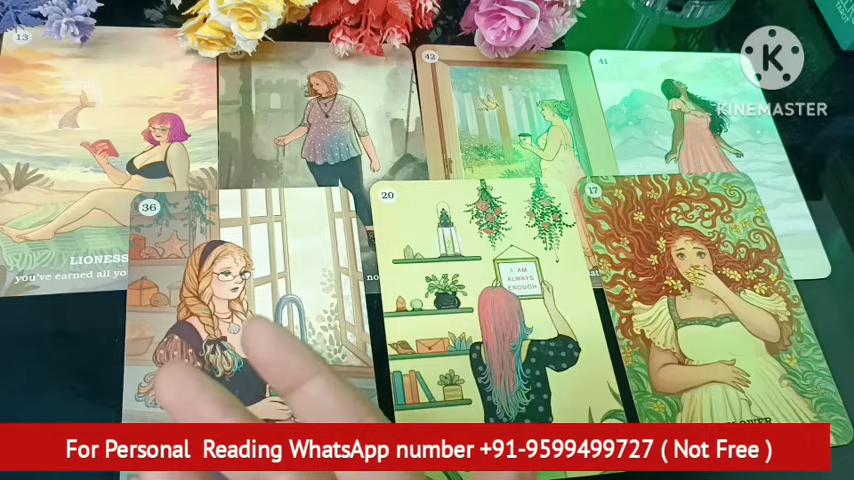 13
42
41
K
KINEMASTER
LIONESS
you've earned all yo
no
36
20
17
I AM
ALWAYS
ENOUGH
For Personal Reading WhatsApp number +91-9599499727 ( Not Free )